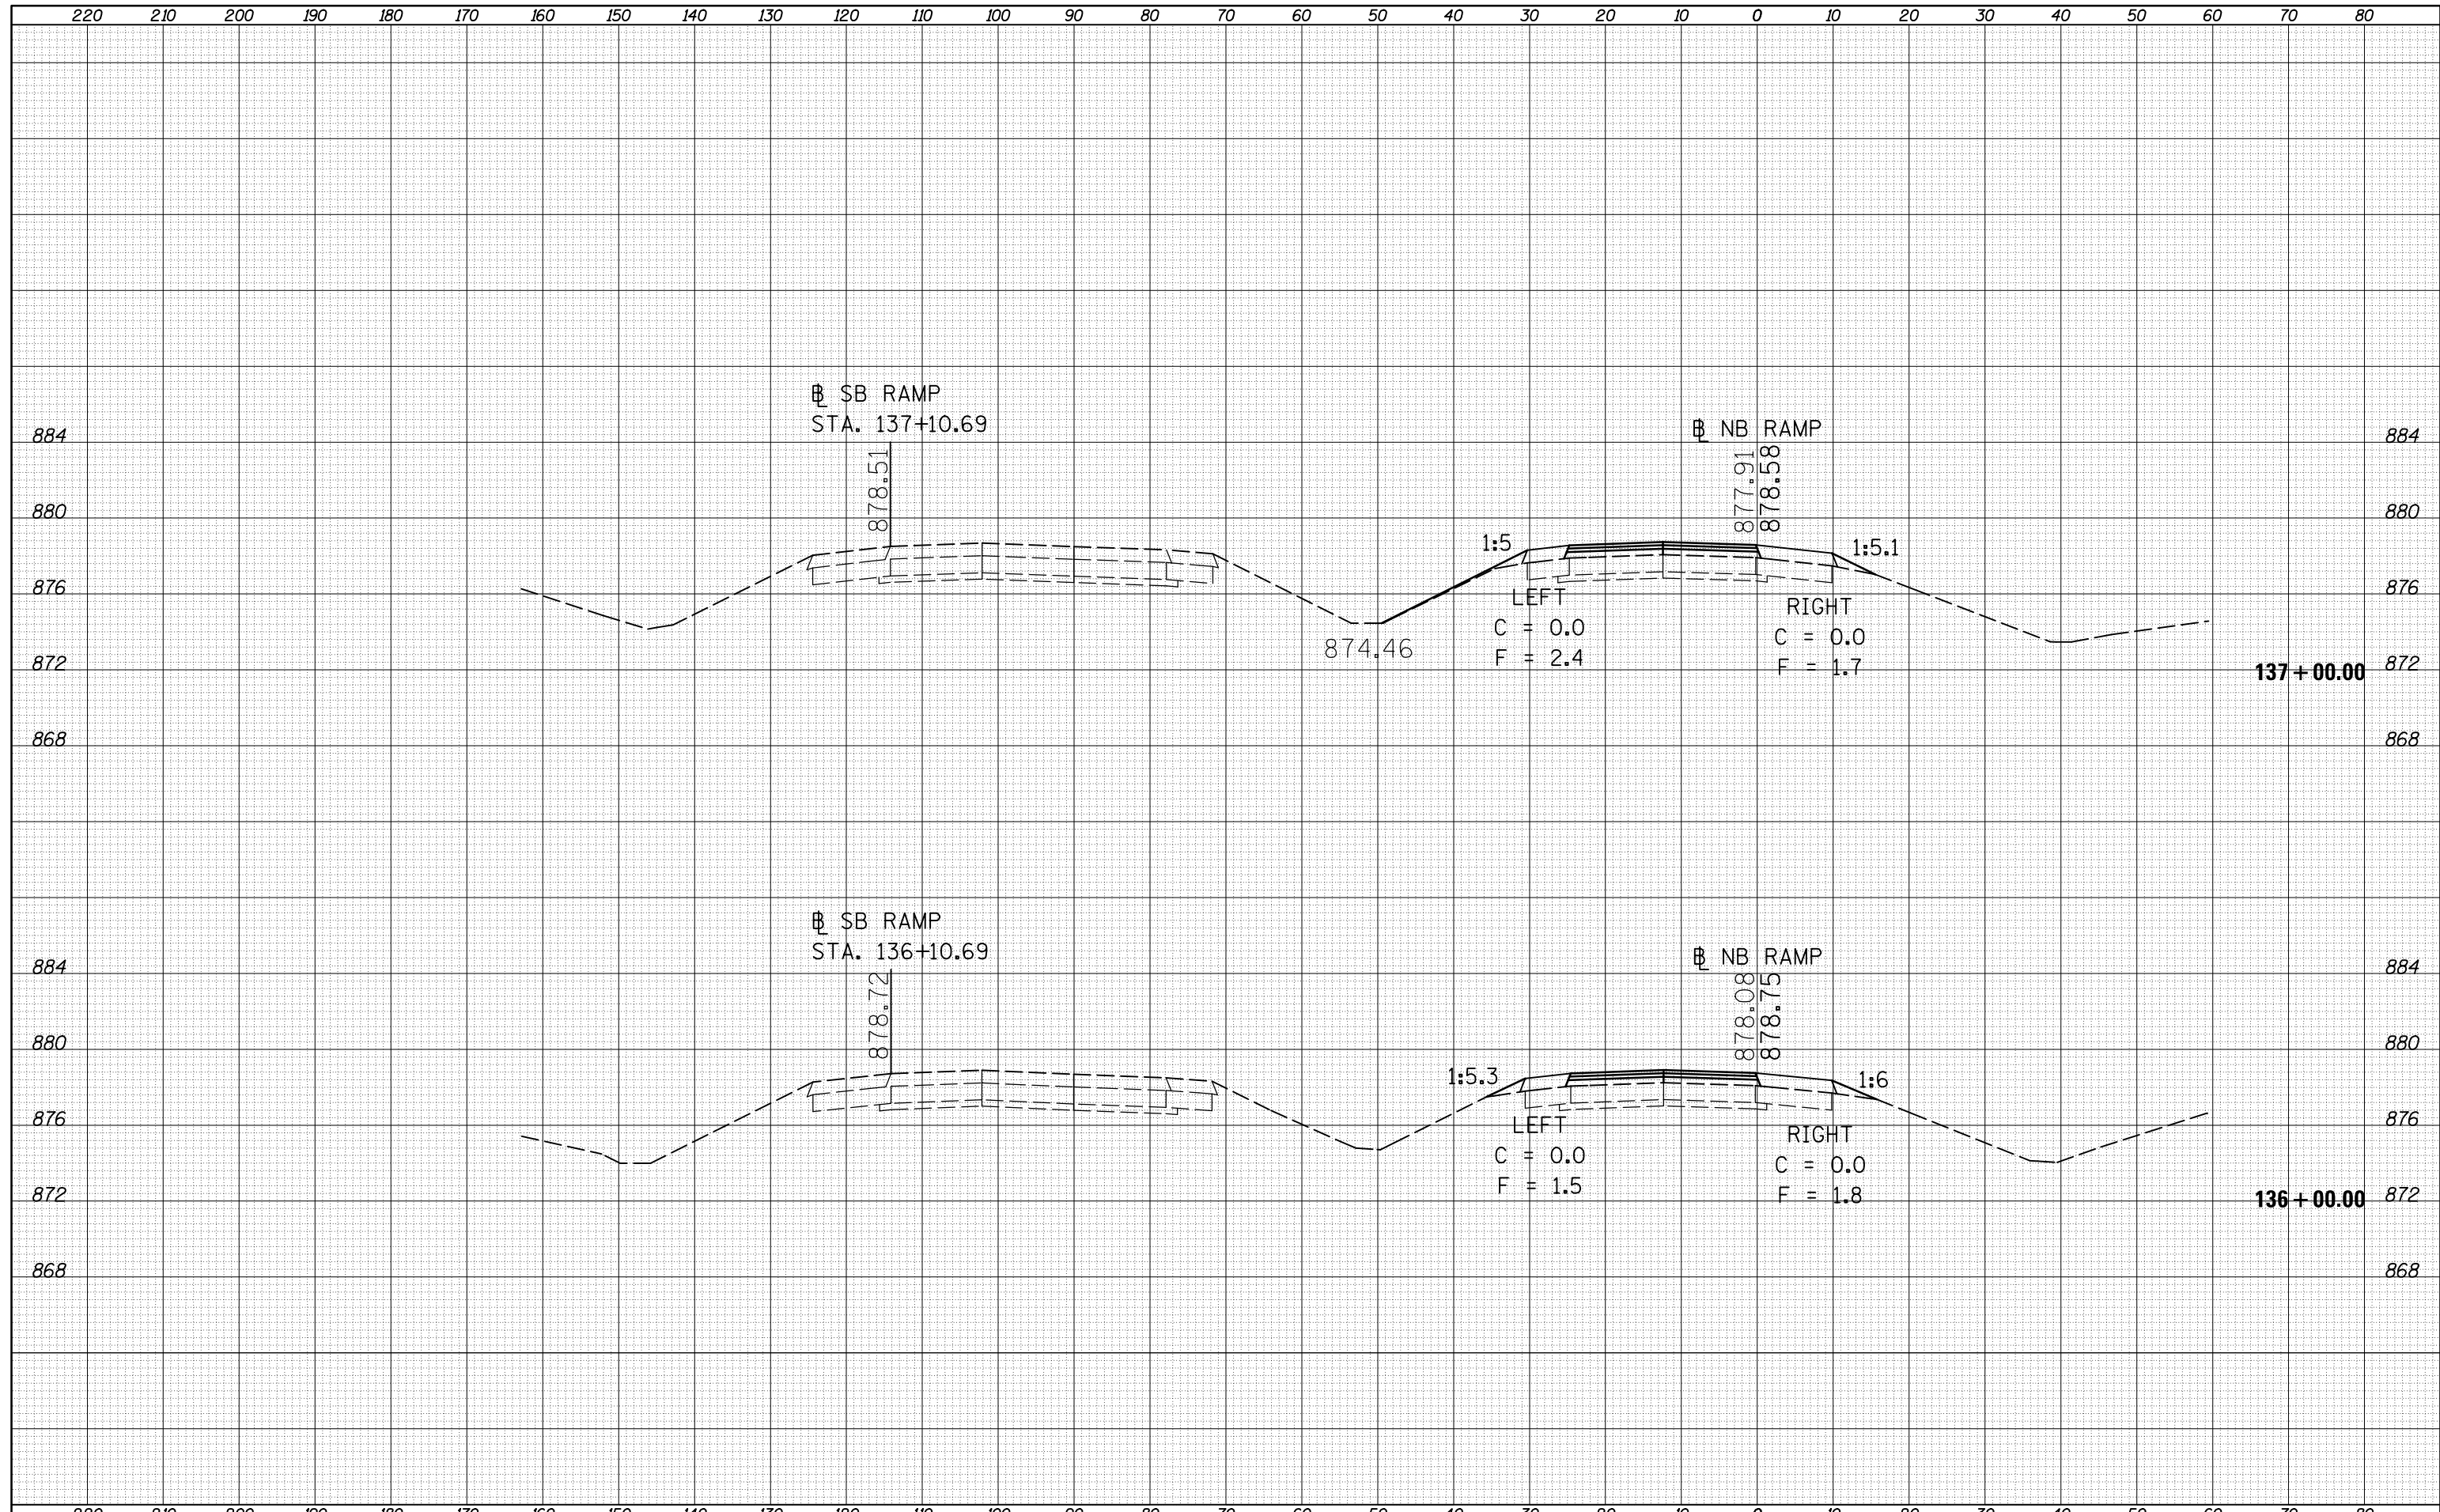 220 210 200 190 180 170 160 150 140 130 120 110 100 90 80 70 60 50 40 30 20 10 0 10 20 30 40 50 60 70 80
℄ SB RAMP
STA. 137+10.69
878.51
℄ NB RAMP
877.91
878.58
884 884
880 880
1:5 1:5.1
876 876
LEFT
C = 0.0
F = 2.4
RIGHT
C = 0.0
F = 1.7
874.46
872 872
137+00.00
868 868
℄ SB RAMP
STA. 136+10.69
878.72
℄ NB RAMP
878.08
878.75
884 884
880 880
1:5.3 1:6
876 876
LEFT
C = 0.0
F = 1.5
RIGHT
C = 0.0
F = 1.8
872 872
136+00.00
868 868